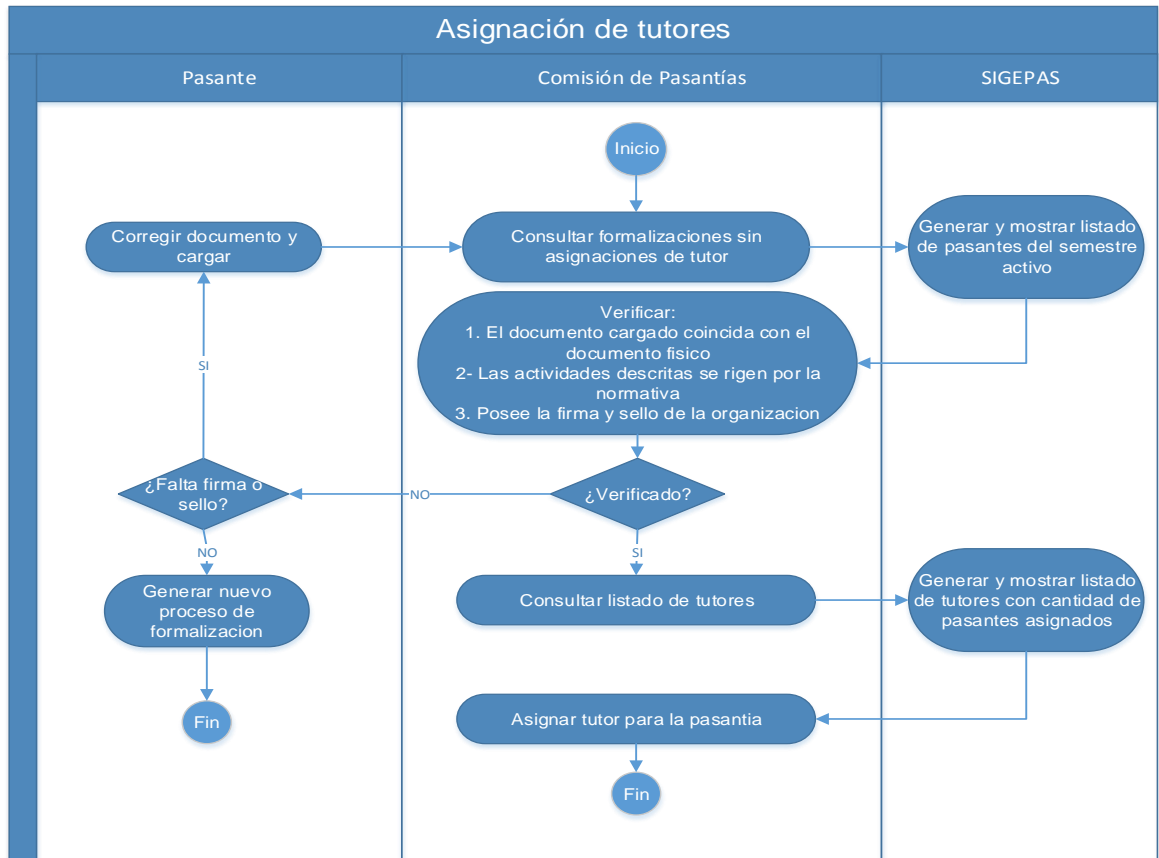 Asignación de tutores
Pasante
Comisión de Pasantías
SIGEPAS
Inicio
Corregir documento y
cargar
Consultar formalizaciones sin
asignaciones de tutor
Generar y mostrar listado
de pasantes del semestre
activo
Verificar:
1. El documento cargado coincida con el
documento fisico
2- Las actividades descritas se rigen por la
normativa
3. Posee la firma y sello de la organizacion
SI
¿Falta firma o
sello?
NO
¿Verificado?
NO
SI
Generar nuevo
proceso de
formalizacion
Consultar listado de tutores
Generar y mostrar listado
de tutores con cantidad de
pasantes asignados
Fin
Asignar tutor para la pasantia
Fin